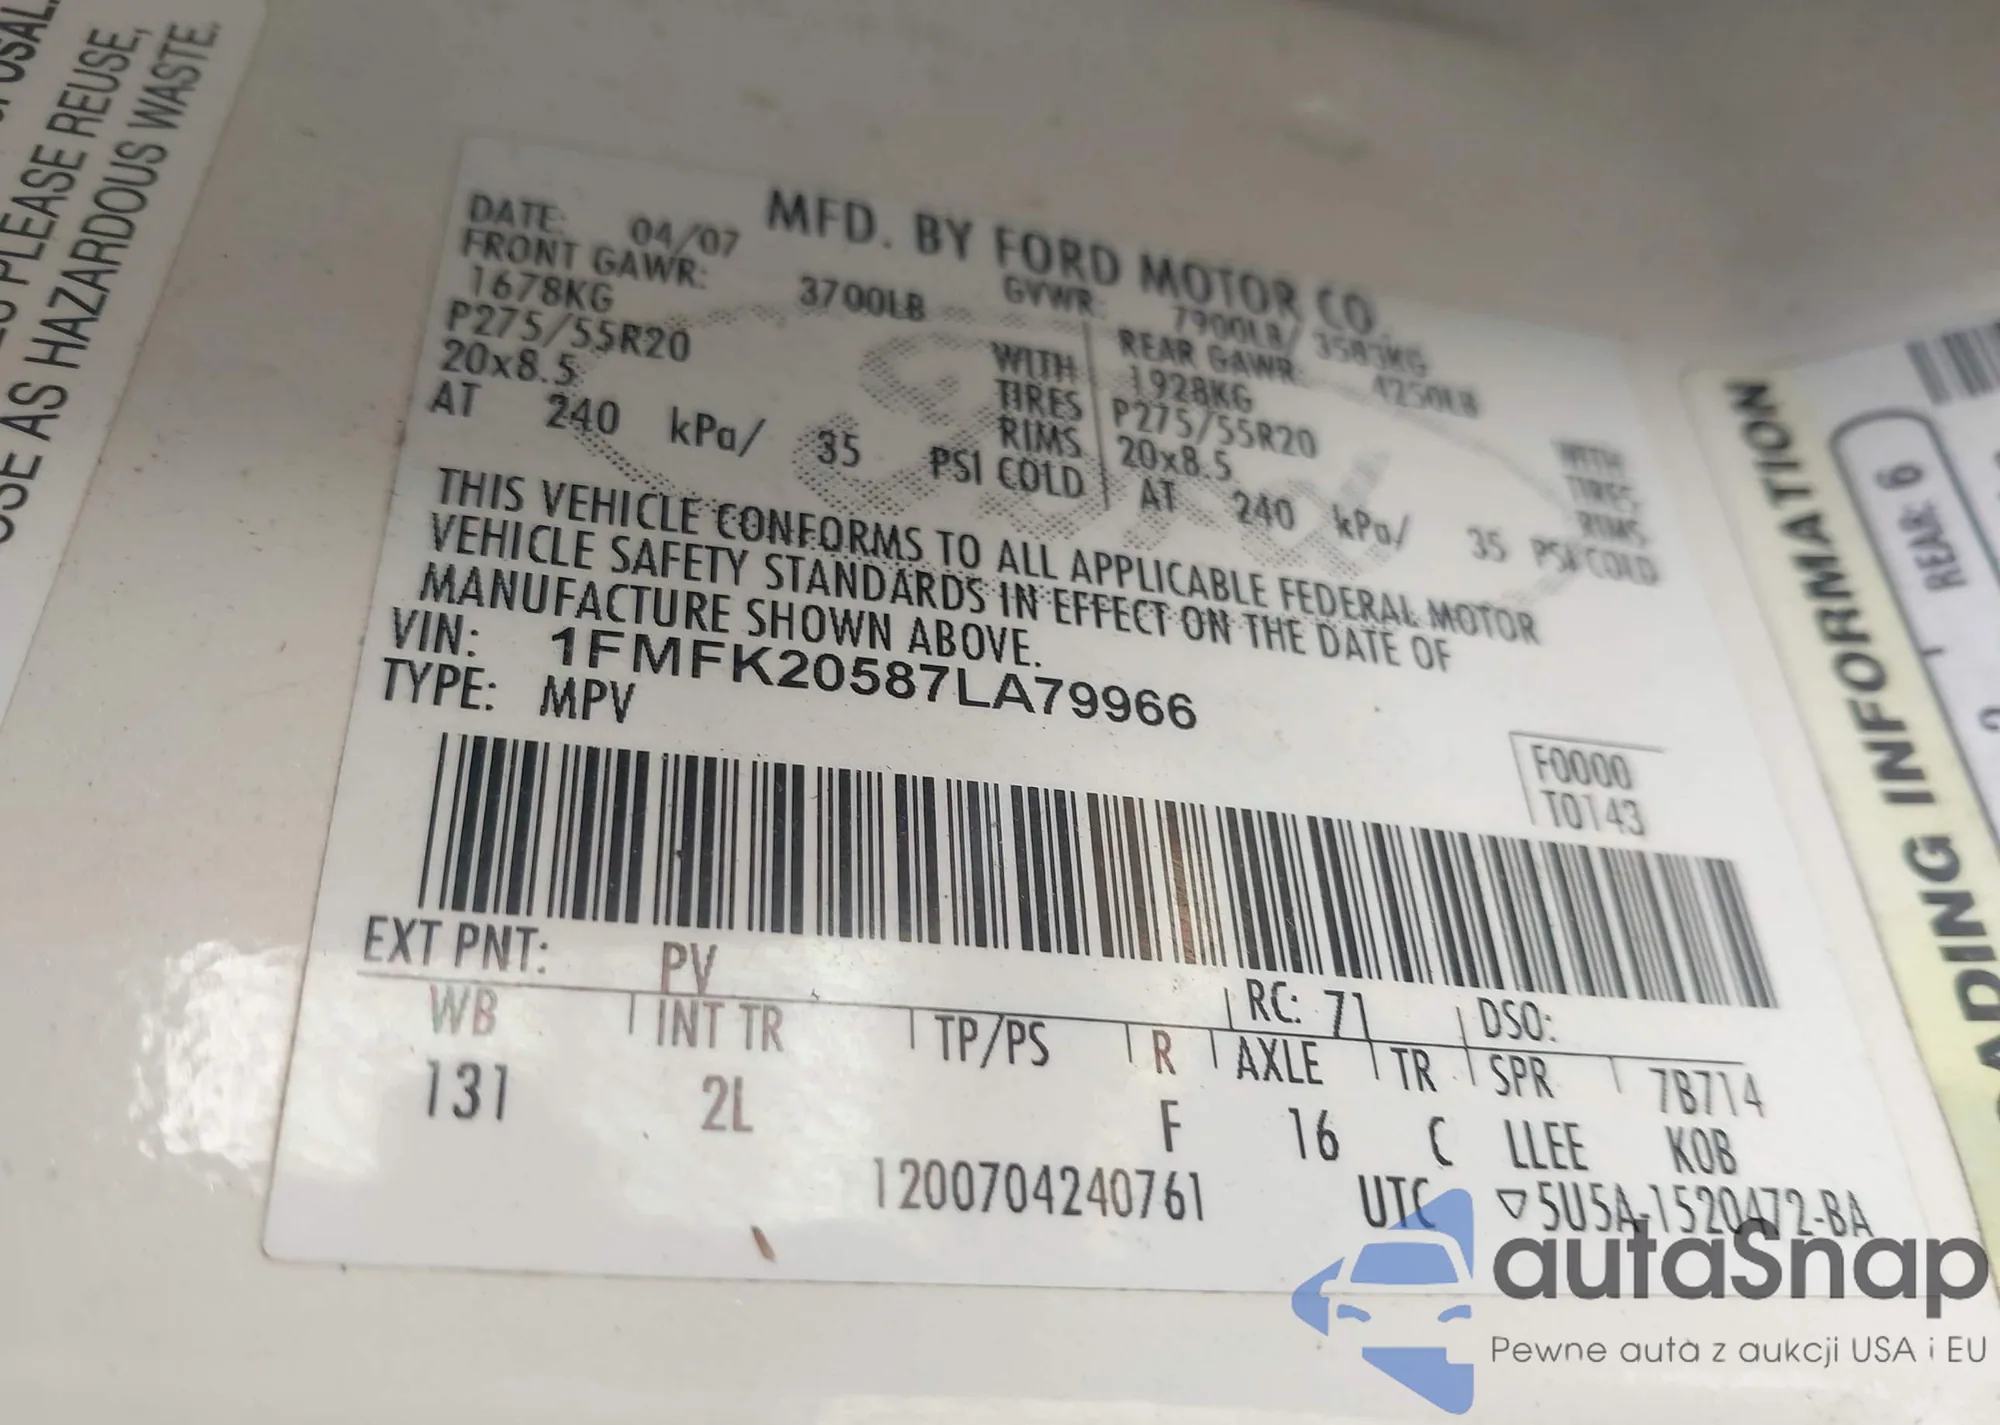 USAL.
PLEASE REUSE,
USE AS HAZARDOUS WASTE.
MFD. BY FORD MOTOR CO.
DATE: 04/07 GVWR: 7900LB/ 3583KG
FRONT GAWR: 3700LB REAR GAWR: 4250LB
1678KG WITH 1928KG WITH
P275/55R20 TIRES P275/55R20 TIRES
20x8.5 RIMS 20x8.5 RIMS
AT 240 kPa/ 35 PSI COLD AT 240 kPa/ 35 PSI COLD
THIS VEHICLE CONFORMS TO ALL APPLICABLE FEDERAL MOTOR
VEHICLE SAFETY STANDARDS IN EFFECT ON THE DATE OF
MANUFACTURE SHOWN ABOVE.
VIN: 1FMFK20587LA79966
TYPE: MPV
F0000
T0143
EXT PNT: PV RC: 71 DSO:
WB INT TR TP/PS R AXLE TR SPR 7B714
131 2L F 16 C LLEE KOB
1200704240761 UTC ▽5U5A-1520472-BA
ADING INFORMATION
REAR: 6
autaSnap
Pewne auta z aukcji USA i EU